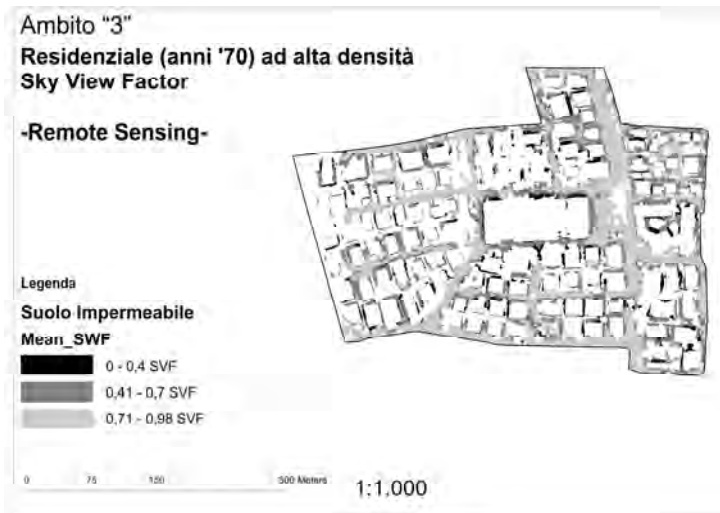 Ambito “3”
Residenziale (anni '70) ad alta densità
Sky View Factor
-Remote Sensing-
Legenda
Suolo Impermeabile
Mean_SWF
0 - 0,4 SVF
0,41 - 0,7 SVF
0,71 - 0,98 SVF
0 75 150 300 Meters
1:1.000